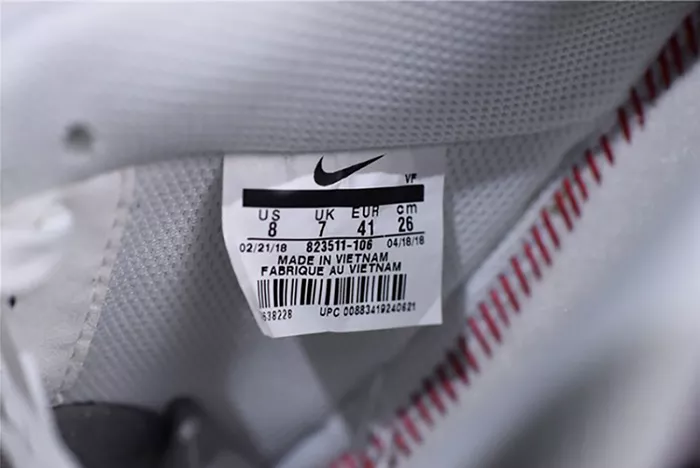 VF
US UK EUR cm
8 7 41 26
02/21/18 823511-106 04/18/18
MADE IN VIETNAM
FABRIQUE AU VIETNAM
638228 UPC 00883419240621